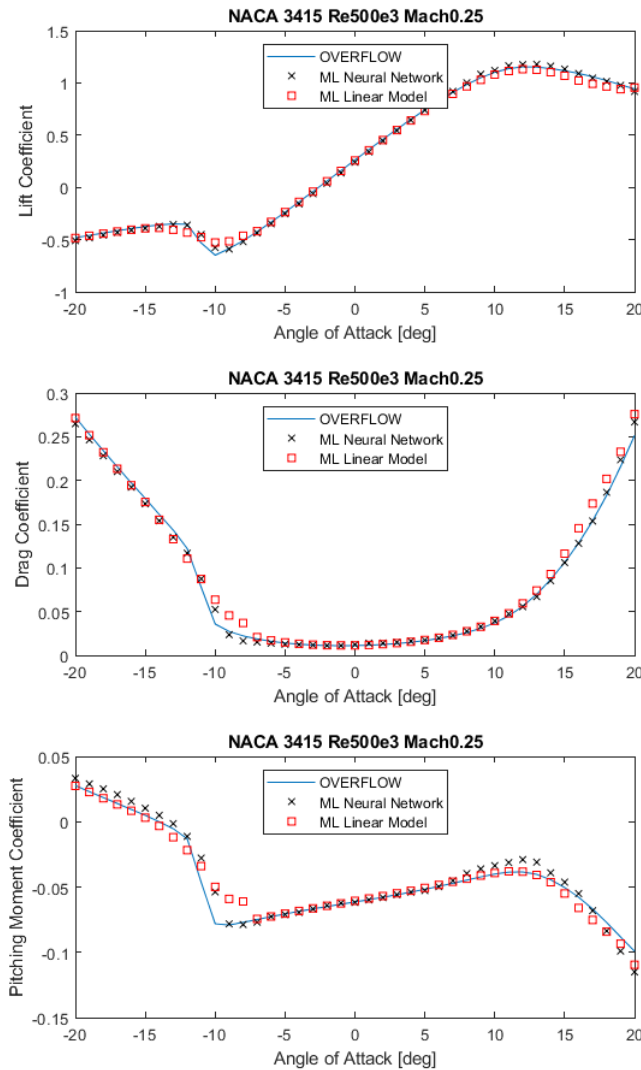 NACA 3415 Re500e3 Mach0.25
1.5
1
0.5
0
-0.5
-1
Lift Coefficient
OVERFLOW
ML Neural Network
ML Linear Model
-20 -15 -10 -5 0 5 10 15 20
Angle of Attack [deg]
NACA 3415 Re500e3 Mach0.25
0.3
0.25
0.2
0.15
0.1
0.05
0
Drag Coefficient
OVERFLOW
ML Neural Network
ML Linear Model
-20 -15 -10 -5 0 5 10 15 20
Angle of Attack [deg]
NACA 3415 Re500e3 Mach0.25
0.05
0
-0.05
-0.1
-0.15
Pitching Moment Coefficient
OVERFLOW
ML Neural Network
ML Linear Model
-20 -15 -10 -5 0 5 10 15 20
Angle of Attack [deg]